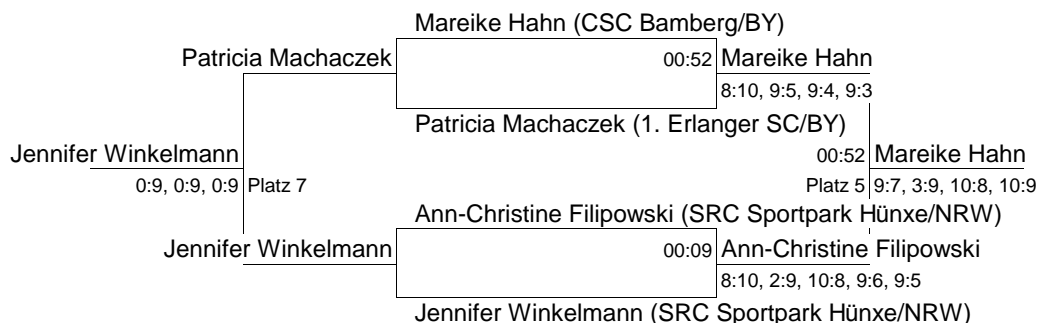 Mareike Hahn (CSC Bamberg/BY)
Patricia Machaczek 00:52 Mareike Hahn
8:10, 9:5, 9:4, 9:3
Patricia Machaczek (1. Erlanger SC/BY)
Jennifer Winkelmann 00:52 Mareike Hahn
0:9, 0:9, 0:9 Platz 7 Platz 5 9:7, 3:9, 10:8, 10:9
Ann-Christine Filipowski (SRC Sportpark Hünxe/NRW)
Jennifer Winkelmann 00:09 Ann-Christine Filipowski
8:10, 2:9, 10:8, 9:6, 9:5
Jennifer Winkelmann (SRC Sportpark Hünxe/NRW)